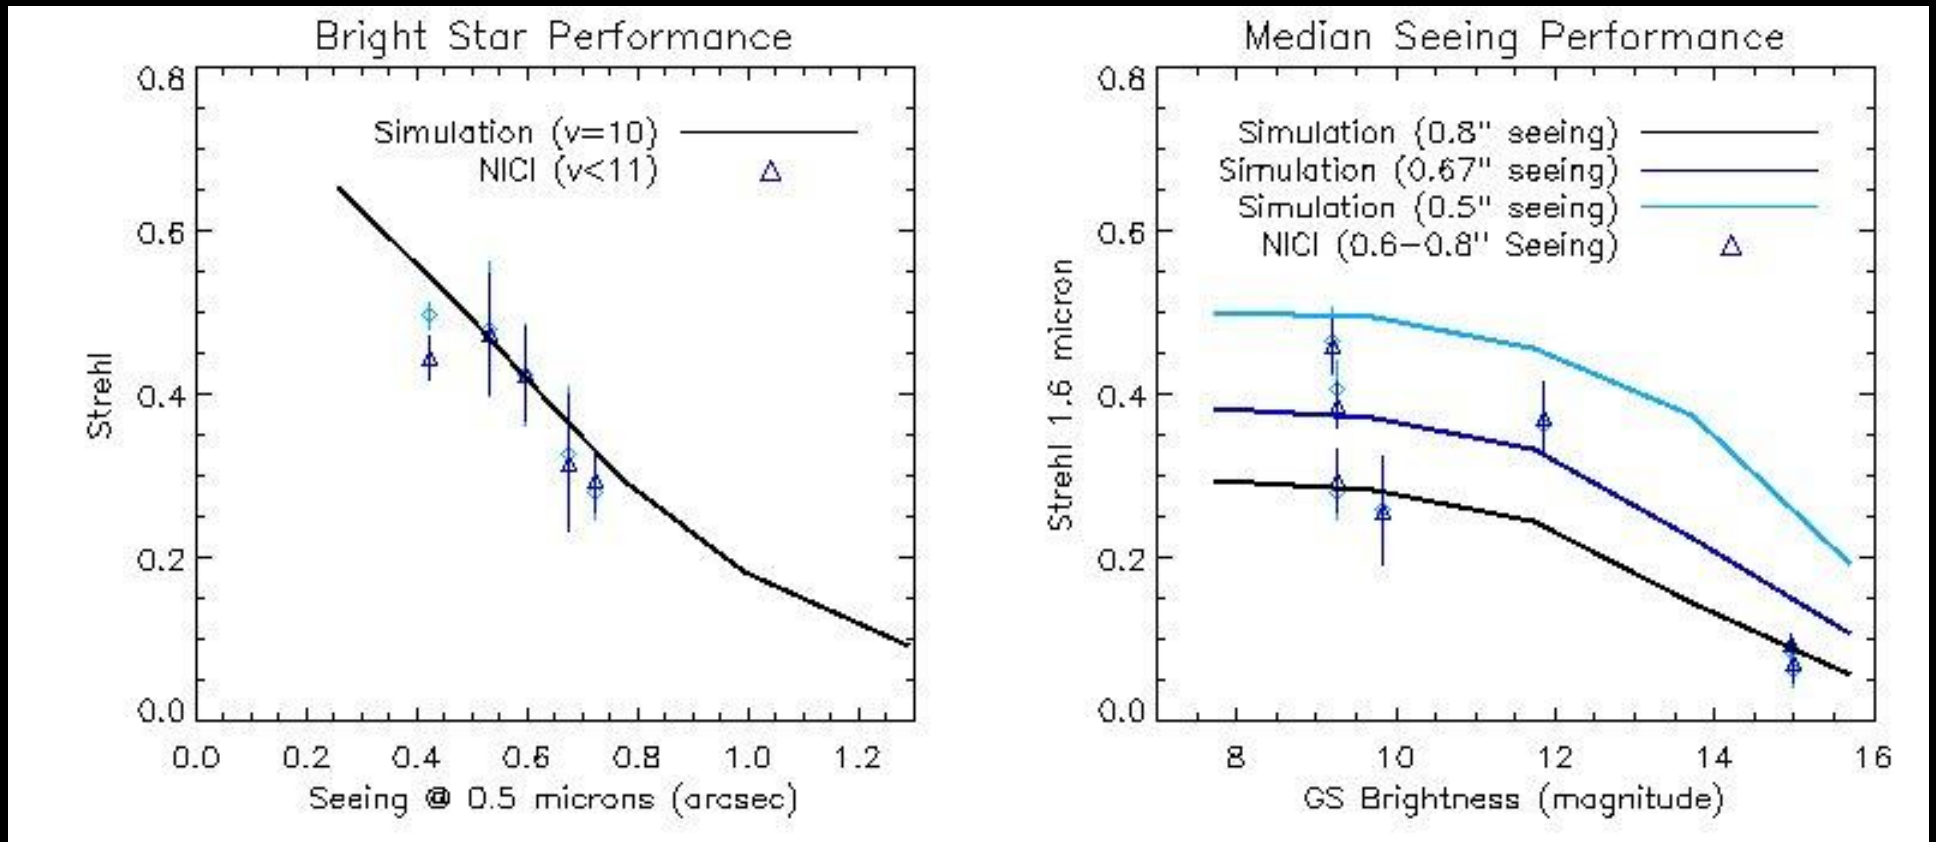 Bright Star Performance
0.8
0.6
0.4
0.2
0.0
Strehl
Simulation (v=10)
NICI (v<11)
0.0 0.2 0.4 0.6 0.8 1.0 1.2
Seeing @ 0.5 microns (arcsec)
Median Seeing Performance
0.8
0.6
0.4
0.2
0.0
Strehl 1.6 micron
Simulation (0.8" seeing)
Simulation (0.67" seeing)
Simulation (0.5" seeing)
NICI (0.6-0.8" Seeing)
8 10 12 14 16
GS Brightness (magnitude)